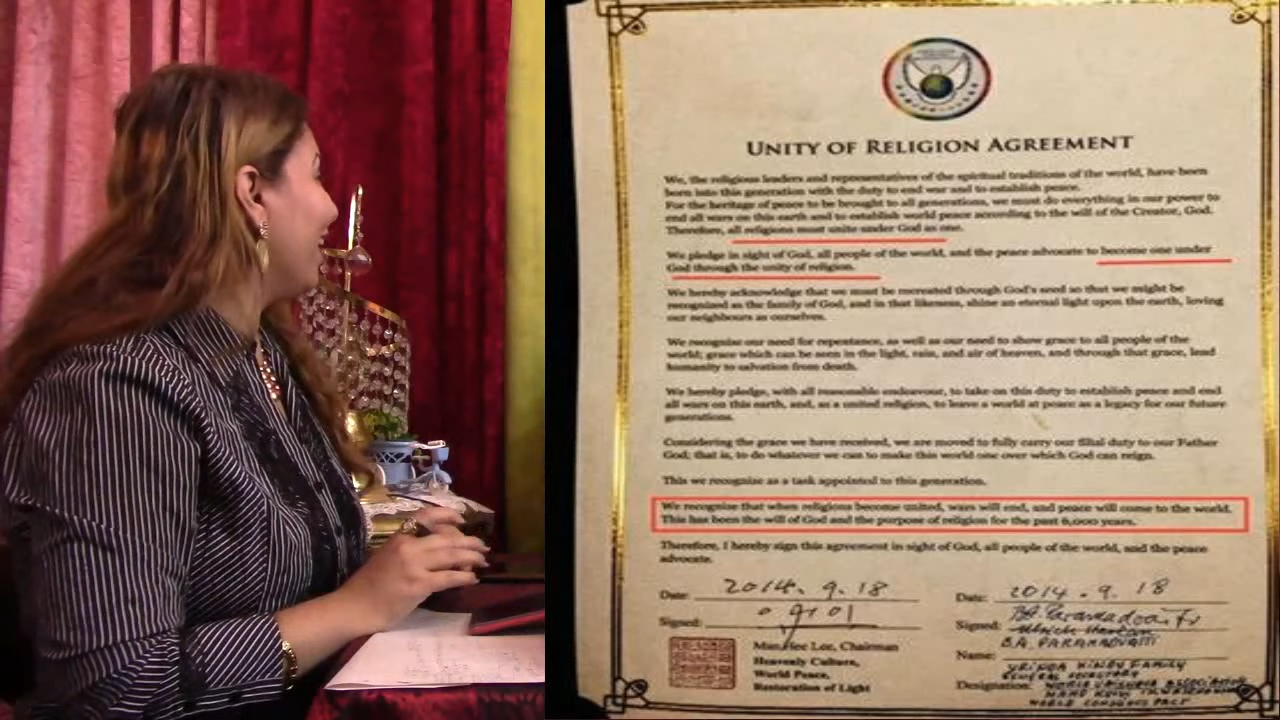 UNITY OF RELIGION AGREEMENT
We, the religious leaders and representatives of the spiritual traditions of the world, have been
born into this generation with the duty to end war and to establish peace.
For the heritage of peace to be brought to all generations, we must do everything in our power to
end all wars on this earth and to establish world peace according to the will of the Creator, God.
Therefore, all religions must unite under God as one.
We pledge in sight of God, all people of the world, and the peace advocate to become one under
God through the unity of religion.
We hereby acknowledge that we must be recreated through God's seed so that we might be
recognized as the family of God, and in that likeness, shine an eternal light upon the earth, loving
our neighbours as ourselves.
We recognize our need for repentance, as well as our need to show grace to all people of the
world; grace which can be seen in the light, rain, and air of heaven, and through that grace, lead
humanity to salvation from death.
We hereby pledge, with all reasonable endeavour, to take on this duty to establish peace and end
all wars on this earth, and, as a united religion, to leave a world at peace as a legacy for our future
generations.
Considering the grace we have received, we are moved to fully carry our filial duty to our Father
God; that is, to do whatever we can to make this world one over which God can reign.
This we recognize as a task appointed to this generation.
We recognize that when religions become united, wars will end, and peace will come to the world.
This has been the will of God and the purpose of religion for the past 6,000 years.
Therefore, I hereby sign this agreement in sight of God, all people of the world, and the peace
advocate.
Date: 2014. 9. 18
Signed:
Man Hee Lee, Chairman
Heavenly Culture,
World Peace,
Restoration of Light
Date: 2014. 9. 18
Signed:
Name: B.A. PARAMADVAITI
VRINDA HINDU FAMILY
Designation: